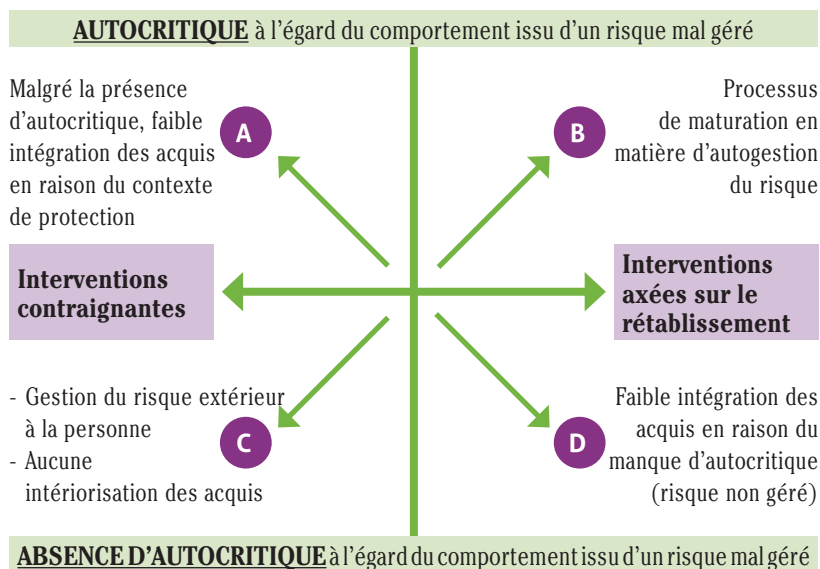 AUTOCRITIQUE à l'égard du comportement issu d'un risque mal géré
Malgré la présence
d'autocritique, faible
intégration des acquis
en raison du contexte
de protection
A
B
Processus
de maturation en
matière d'autogestion
du risque
Interventions
contraignantes
Interventions
axées sur le
rétablissement
- Gestion du risque extérieur
à la personne
- Aucune
intériorisation des acquis
C
D
Faible intégration des
acquis en raison du
manque d'autocritique
(risque non géré)
ABSENCE D'AUTOCRITIQUE à l'égard du comportement issu d'un risque mal géré